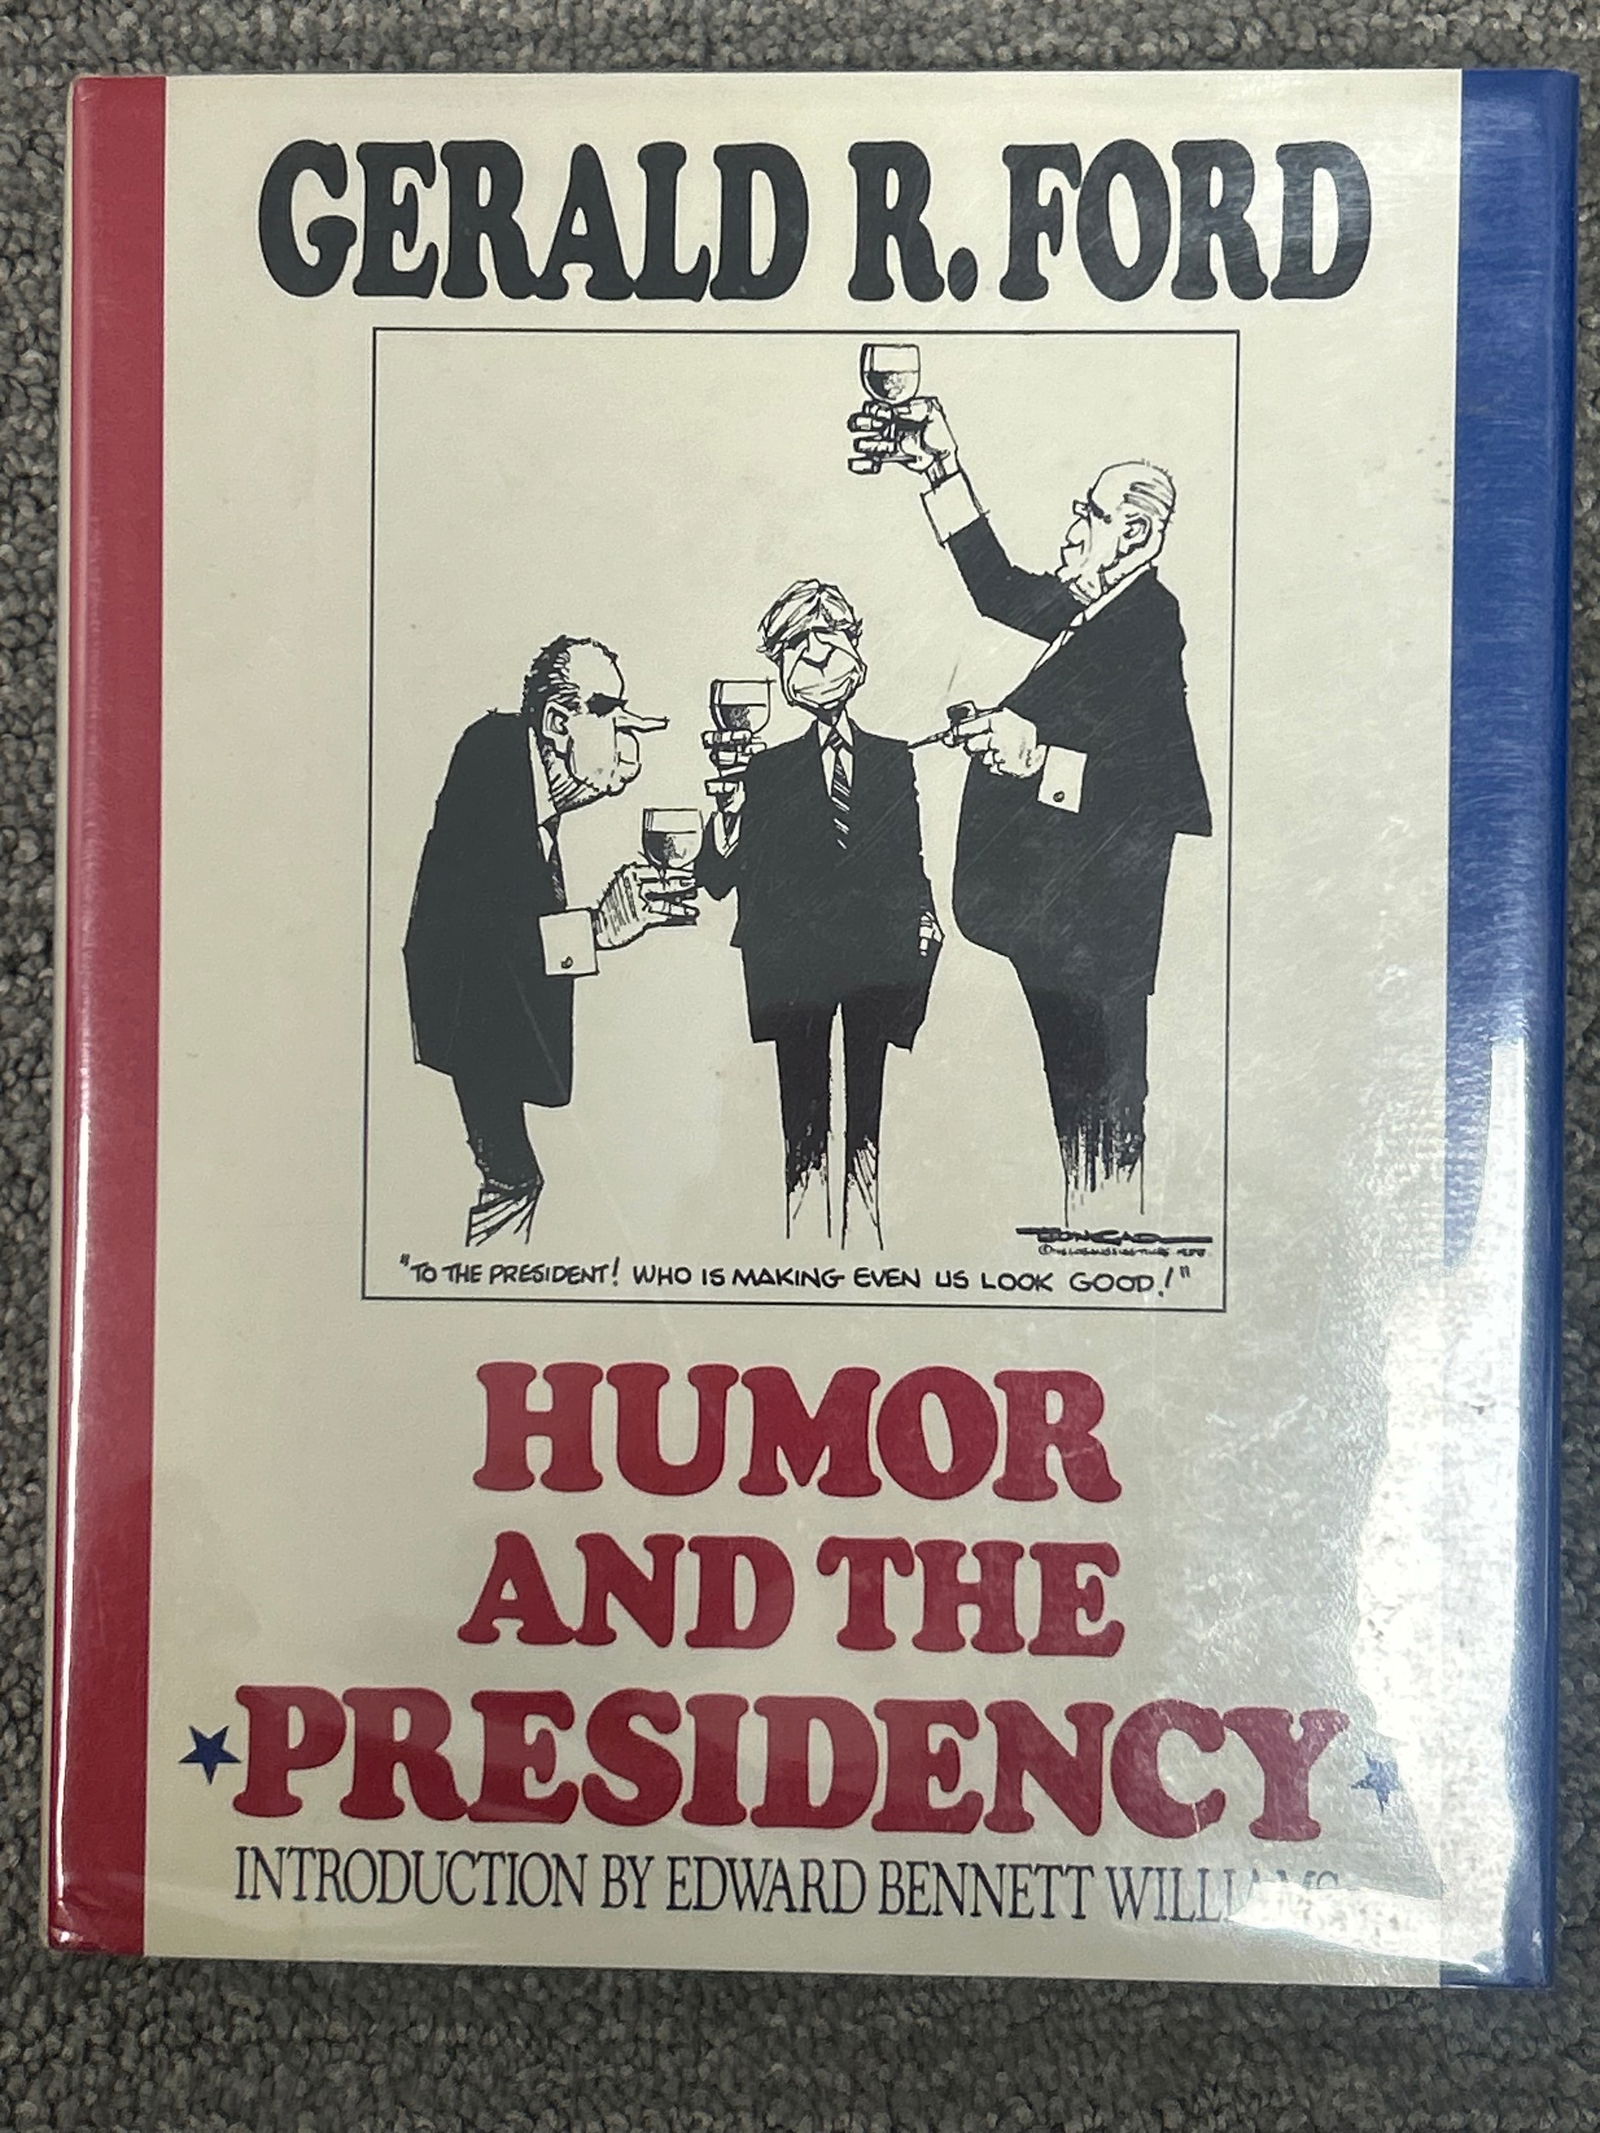 GERALD R. FORD
"TO THE PRESIDENT! WHO IS MAKING EVEN US LOOK GOOD!"
HUMOR
AND THE
PRESIDENCY
INTRODUCTION BY EDWARD BENNETT WILLIAMS